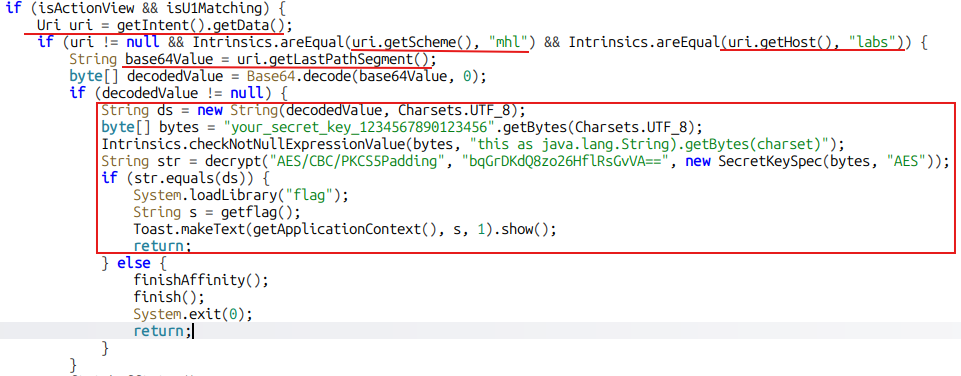 if (isActionView && isU1Matching) {
Uri uri = getIntent().getData();
if (uri != null && Intrinsics.areEqual(uri.getScheme(), "mhl") && Intrinsics.areEqual(uri.getHost(), "labs")) {
String base64Value = uri.getLastPathSegment();
byte[] decodedValue = Base64.decode(base64Value, 0);
if (decodedValue != null) {
String ds = new String(decodedValue, Charsets.UTF_8);
byte[] bytes = "your_secret_key_1234567890123456".getBytes(Charsets.UTF_8);
Intrinsics.checkNotNullExpressionValue(bytes, "this as java.lang.String).getBytes(charset)");
String str = decrypt("AES/CBC/PKCS5Padding", "bqGrDKdQ8zo26HflRsGvVA==", new SecretKeySpec(bytes, "AES"));
if (str.equals(ds)) {
System.loadLibrary("flag");
String s = getflag();
Toast.makeText(getApplicationContext(), s, 1).show();
return;
} else {
finishAffinity();
finish();
System.exit(0);
return;
}
}